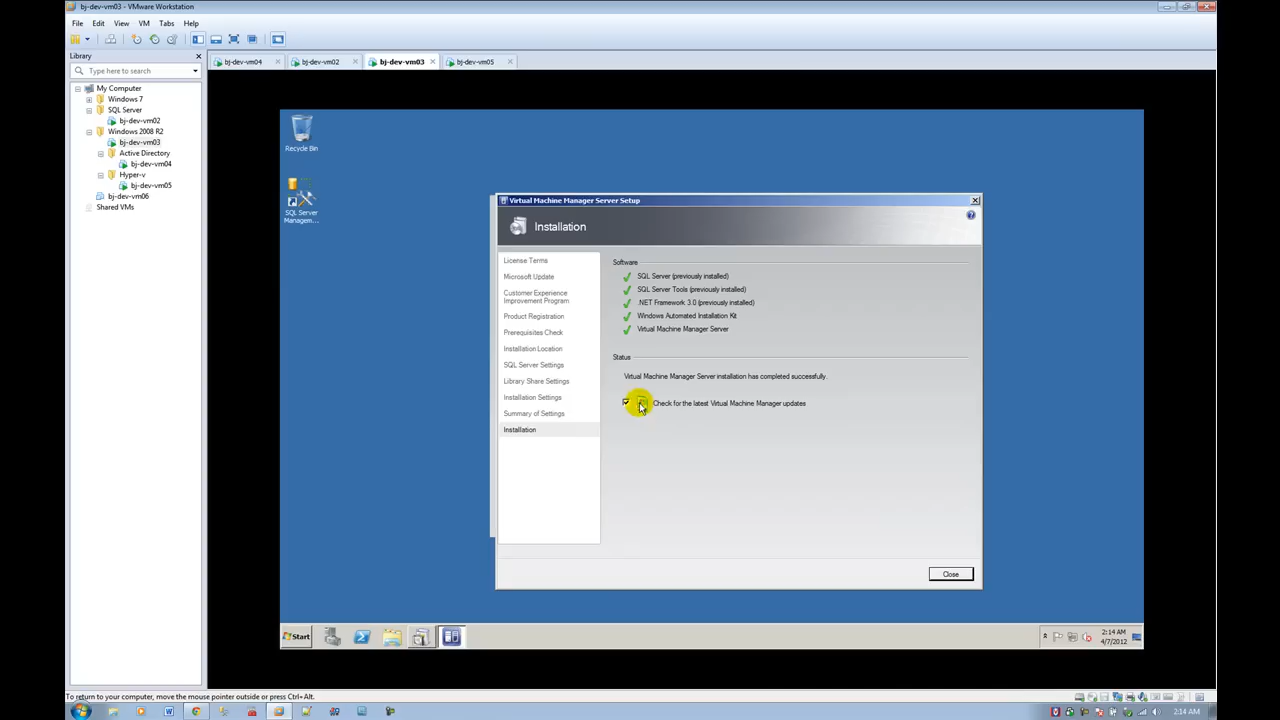 bj-dev-vm03 - VMware Workstation
File Edit View VM Tabs Help
Library
Type here to search
My Computer
Windows 7
SQL Server
bj-dev-vm02
Windows 2008 R2
bj-dev-vm03
Active Directory
bj-dev-vm04
Hyper-v
bj-dev-vm05
bj-dev-vm06
Shared VMs
bj-dev-vm04 bj-dev-vm02 bj-dev-vm03 bj-dev-vm05
Recycle Bin
SQL Server
Managem...
Virtual Machine Manager Server Setup
Installation
License Terms
Microsoft Update
Customer Experience
Improvement Program
Product Registration
Prerequisites Check
Installation Location
SQL Server Settings
Library Share Settings
Installation Settings
Summary of Settings
Installation
Software
SQL Server (previously installed)
SQL Server Tools (previously installed)
.NET Framework 3.0 (previously installed)
Windows Automated Installation Kit
Virtual Machine Manager Server
Status
Virtual Machine Manager Server installation has completed successfully.
Check for the latest Virtual Machine Manager updates
Close
Start
2:14 AM
4/7/2012
To return to your computer, move the mouse pointer outside or press Ctrl+Alt.
2:14 AM